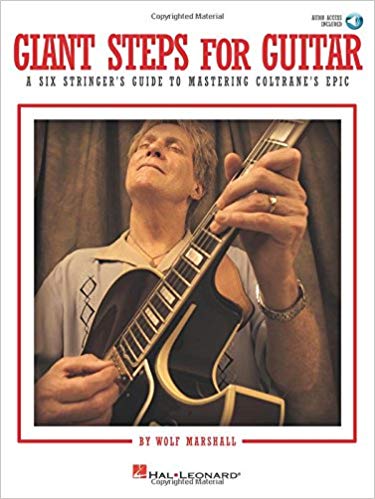 Copyrighted Material
AUDIO ACCESS
INCLUDED
GIANT STEPS FOR GUITAR
A SIX STRINGER'S GUIDE TO MASTERING COLTRANE'S EPIC
BY WOLF MARSHALL
HAL•LEONARD®
Copyrighted Material